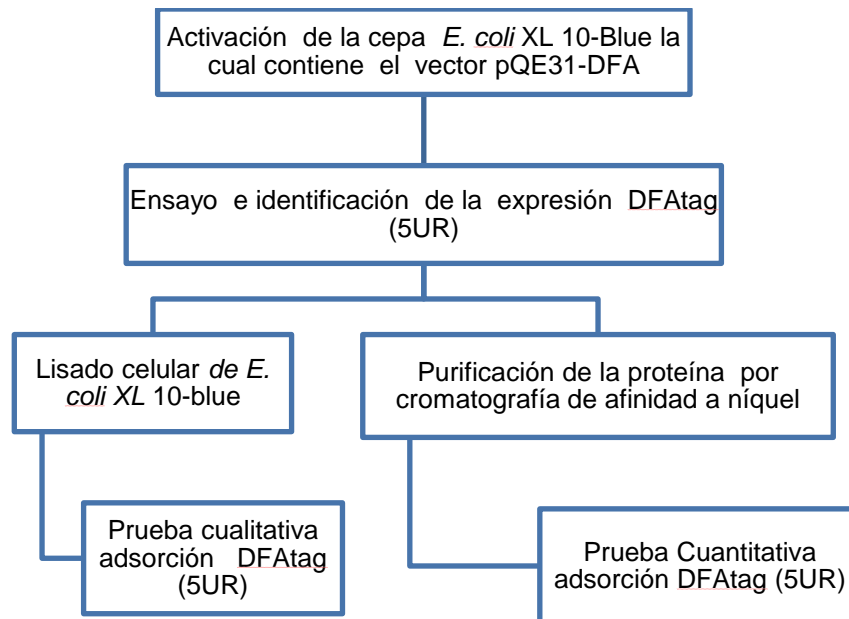 Activación de la cepa E. coli XL 10-Blue la
cual contiene el vector pQE31-DFA
Ensayo e identificación de la expresión DFAtag
(5UR)
Lisado celular de E.
coli XL 10-blue
Purificación de la proteína por
cromatografía de afinidad a níquel
Prueba cualitativa
adsorción DFAtag
(5UR)
Prueba Cuantitativa
adsorción DFAtag (5UR)